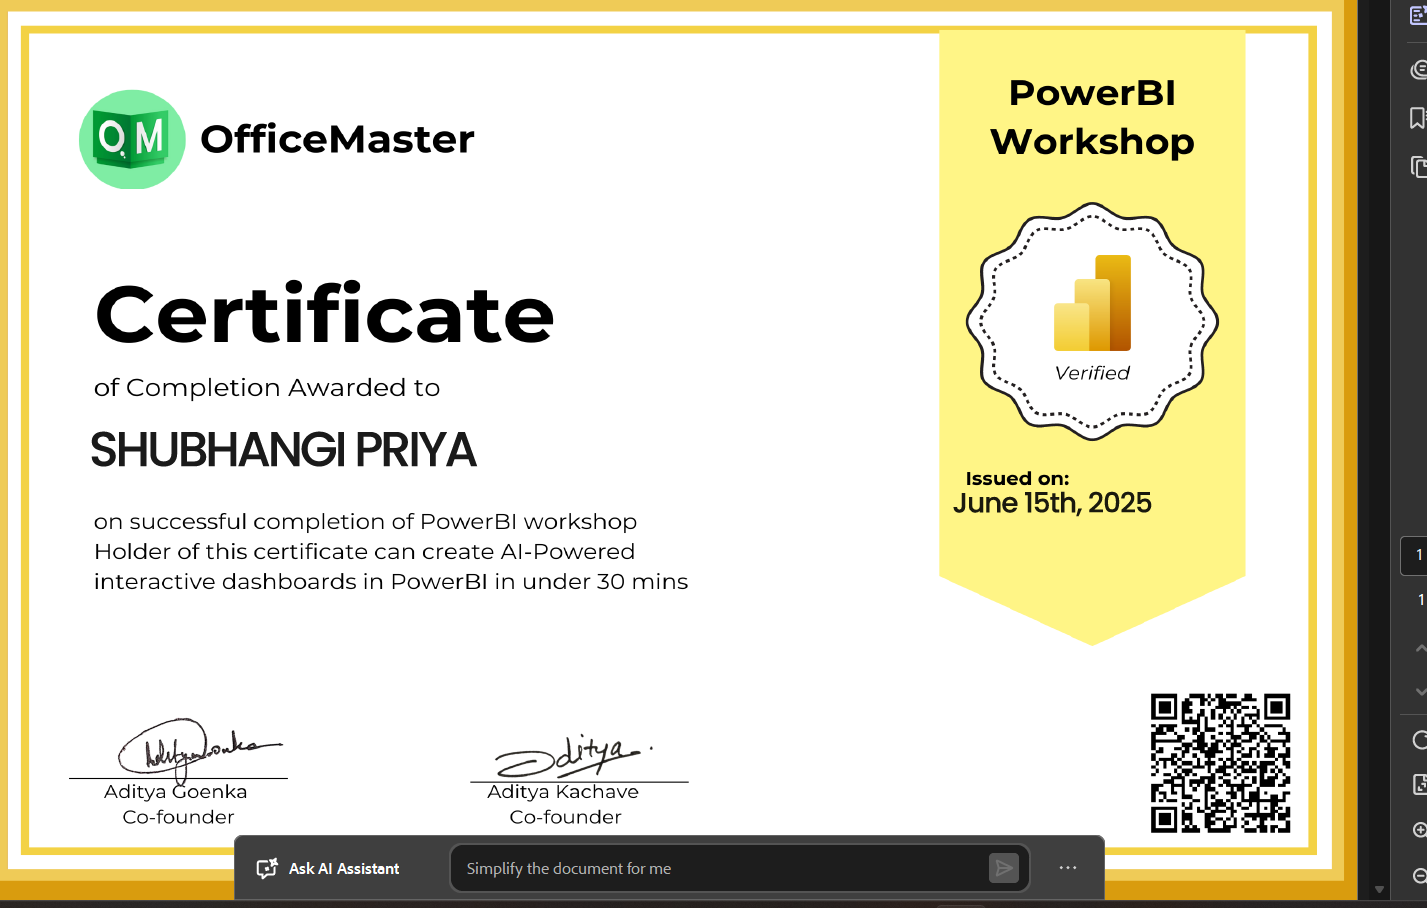 QM
OfficeMaster
PowerBI
Workshop
Verified
Issued on:
June 15th, 2025
Certificate
of Completion Awarded to
SHUBHANGI PRIYA
on successful completion of PowerBI workshop
Holder of this certificate can create AI-Powered
interactive dashboards in PowerBI in under 30 mins
Aditya Goenka
Co-founder
Aditya.
Aditya Kachave
Co-founder
Ask AI Assistant
Simplify the document for me
1
1